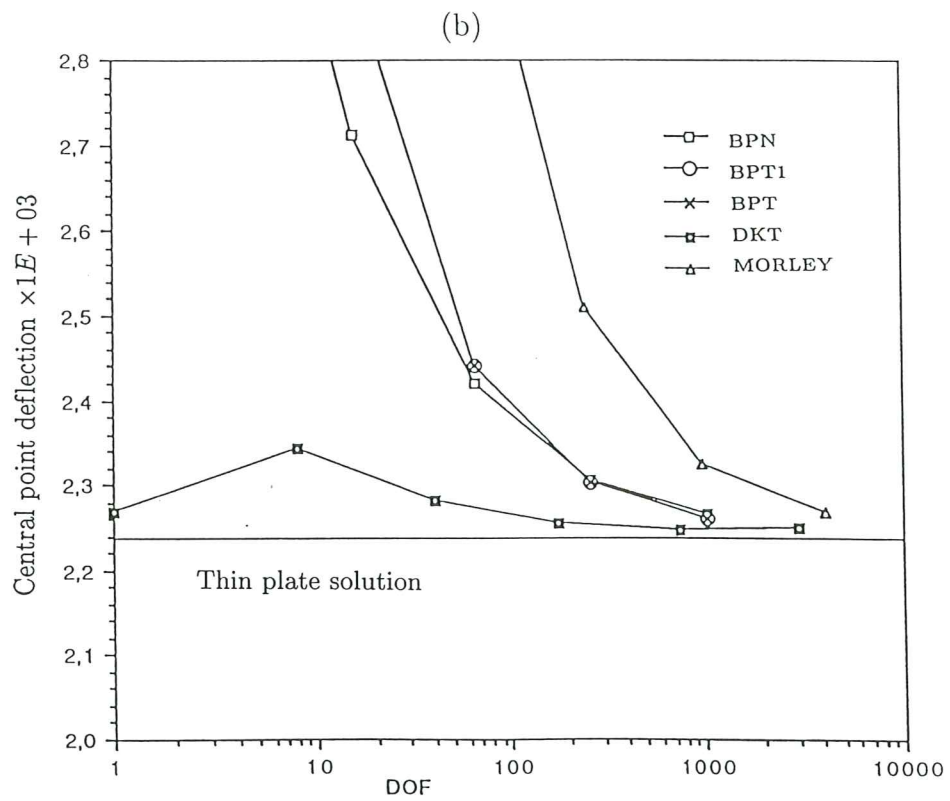 (b)
Central point deflection ×1E + 03
2,8
2,7
2,6
2,5
2,4
2,3
2,2
2,1
2,0
BPN
BPT1
BPT
DKT
MORLEY
Thin plate solution
1
10
100
1000
10000
DOF